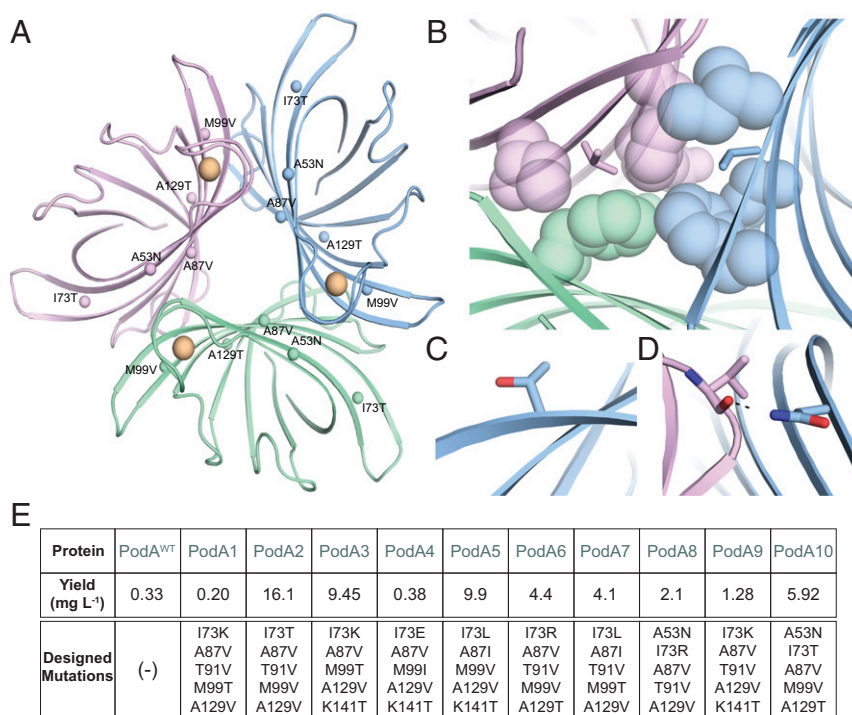 A
B
I73T
M99V
A53N
A129T
A87V
A129T
A53N
A87V
M99V
I73T
A87V
A129T
A53N
M99V
I73T
C
D
E
Protein PodAWT PodA1 PodA2 PodA3 PodA4 PodA5 PodA6 PodA7 PodA8 PodA9 PodA10
Yield (mg L-1) 0.33 0.20 16.1 9.45 0.38 9.9 4.4 4.1 2.1 1.28 5.92
I73K I73T I73K I73E I73L I73R I73L A53N I73K A53N
A87V A87V A87V A87V A87I A87V A87I I73R A87V I73T
Designed Mutations (-) T91V T91V M99T M99I M99V T91V T91V A87V T91V A87V
M99T M99V A129V A129V A129V M99V M99T T91V A129V M99V
A129V A129V K141T K141T K141T A129T A129V A129V K141T A129T